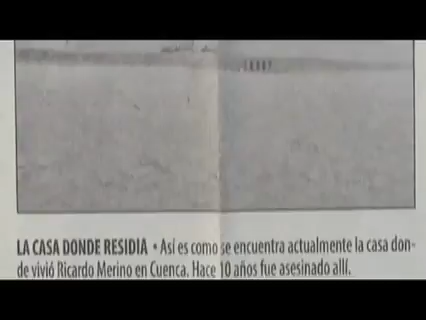 LA CASA DONDE RESIDIA • Así es como se encuentra actualmente la casa don-
de vivió Ricardo Merino en Cuenca. Hace 10 años fue asesinado allí.